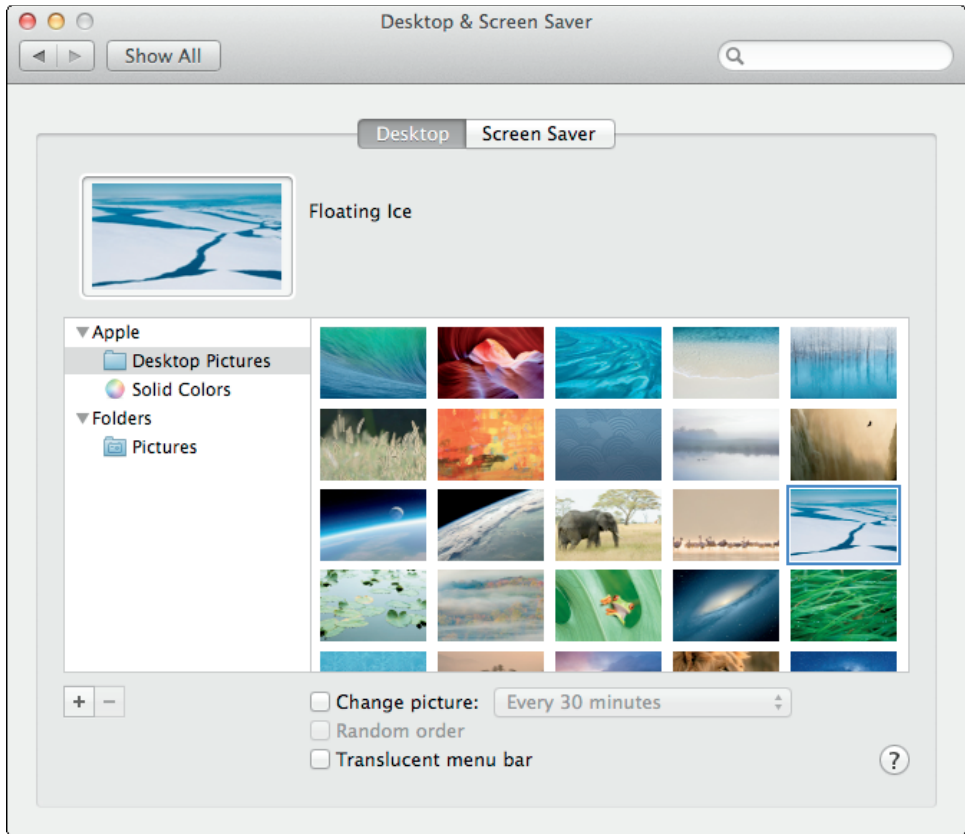 Desktop & Screen Saver
Show All
Desktop
Screen Saver
Floating Ice
Apple
Desktop Pictures
Solid Colors
Folders
Pictures
+ −
Change picture: Every 30 minutes
Random order
Translucent menu bar
?